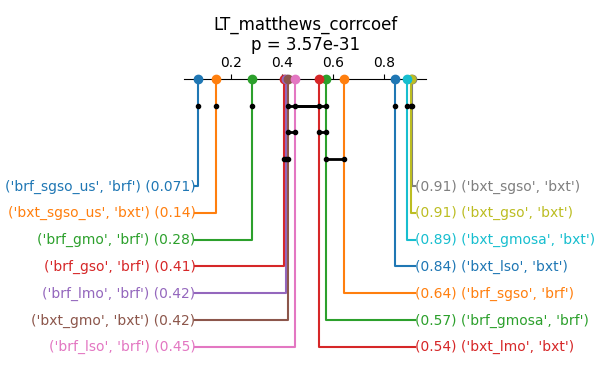 LT_matthews_corrcoef
p = 3.57e-31
0.2 0.4 0.6 0.8
('brf_sgso_us', 'brf') (0.071) (0.91) ('bxt_sgso', 'bxt')
('bxt_sgso_us', 'bxt') (0.14) (0.91) ('bxt_gso', 'bxt')
('brf_gmo', 'brf') (0.28) (0.89) ('bxt_gmosa', 'bxt')
('brf_gso', 'brf') (0.41) (0.84) ('bxt_lso', 'bxt')
('brf_lmo', 'brf') (0.42) (0.64) ('brf_sgso', 'brf')
('bxt_gmo', 'bxt') (0.42) (0.57) ('brf_gmosa', 'brf')
('brf_lso', 'brf') (0.45) (0.54) ('bxt_lmo', 'bxt')